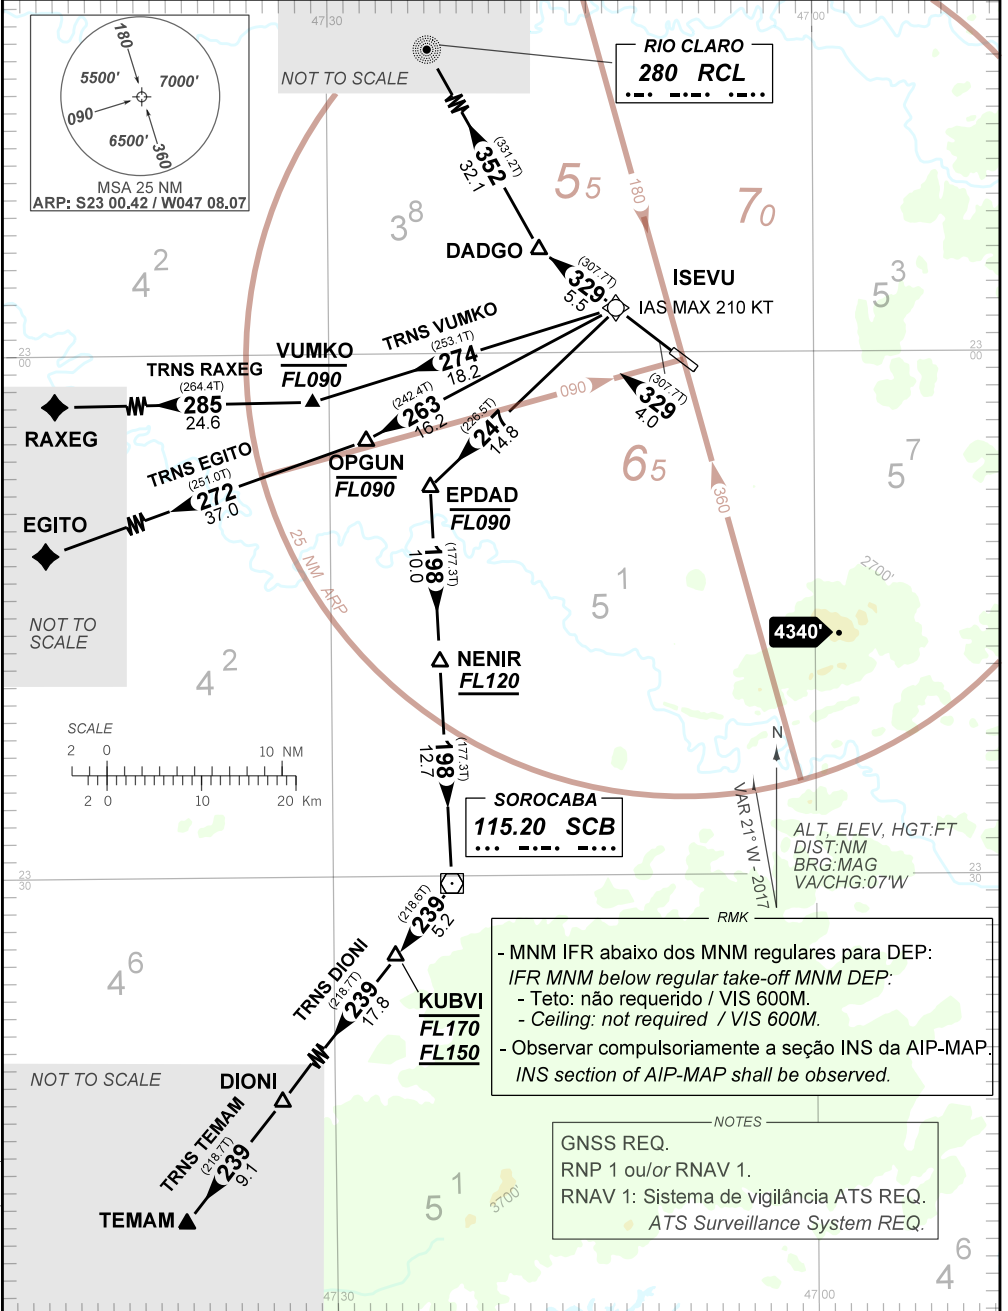 47 30
47 00
180
5500'
7000'
090
6500'
360
MSA 25 NM
ARP: S23 00.42 / W047 08.07
NOT TO SCALE
RIO CLARO
280 RCL
(331.2T)
352
32.1
5 5
180
7 0
3 8
4 2
DADGO
(307.7T)
329
5.5
ISEVU
IAS MAX 210 KT
5 3
TRNS VUMKO
(253.1T)
274
18.2
VUMKO
FL090
23 00
23 00
TRNS RAXEG
(264.4T)
285
24.6
RAXEG
(242.4T)
263
16.2
(226.5T)
247
14.8
090
(307.7T)
329
4.0
OPGUN
FL090
TRNS EGITO
(251.0T)
272
37.0
EGITO
EPDAD
FL090
6 5
5 7
360
25 NM ARP
(177.3T)
198
10.0
NOT TO
SCALE
5 1
2700'
4340'
4 2
NENIR
FL120
SCALE
2 0 10 NM
2 0 10 20 Km
(177.3T)
198
12.7
N
VAR 21° W - 2017
SOROCABA
115.20 SCB
ALT, ELEV, HGT:FT
DIST:NM
BRG:MAG
VA/CHG:07'W
23 30
23 30
(218.6T)
239
5.2
RMK
- MNM IFR abaixo dos MNM regulares para DEP:
IFR MNM below regular take-off MNM DEP:
- Teto: não requerido / VIS 600M.
- Ceiling: not required / VIS 600M.
- Observar compulsoriamente a seção INS da AIP-MAP.
INS section of AIP-MAP shall be observed.
4 6
TRNS DIONI
(218.7T)
239
17.8
KUBVI
FL170
FL150
NOT TO SCALE
DIONI
TRNS TEMAM
(218.7T)
239
9.1
TEMAM
NOTES
GNSS REQ.
RNP 1 ou/or RNAV 1.
RNAV 1: Sistema de vigilância ATS REQ.
ATS Surveillance System REQ.
5 1
3700'
4 6
47 30
47 00